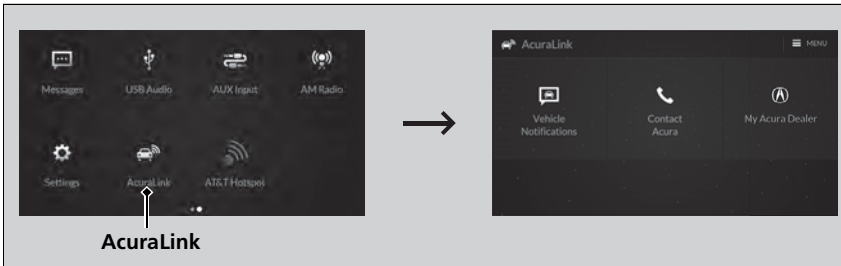 Messages
USB Audio
AUX Input
AM Radio
Settings
AcuraLink
AT&T Hotspot
AcuraLink
AcuraLink
MENU
Vehicle
Notifications
Contact
Acura
My Acura Dealer